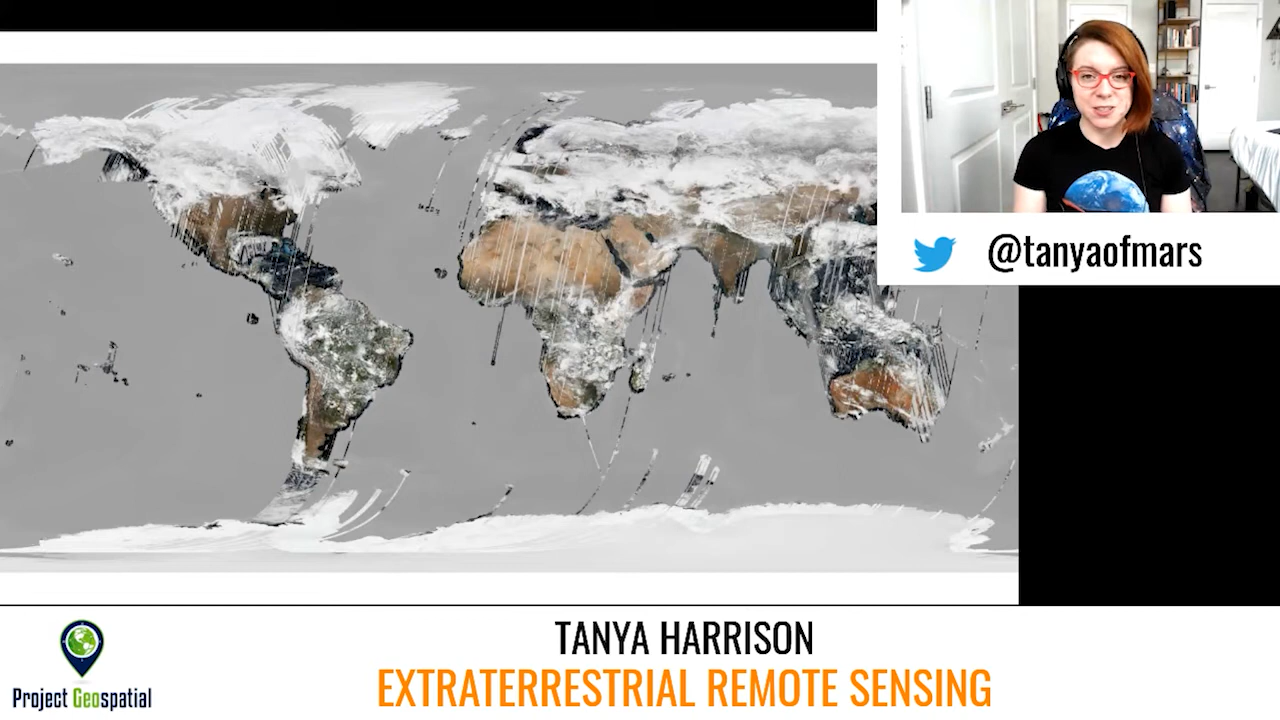 @tanyaofmars
TANYA HARRISON
EXTRATERRESTRIAL REMOTE SENSING
Project Geospatial